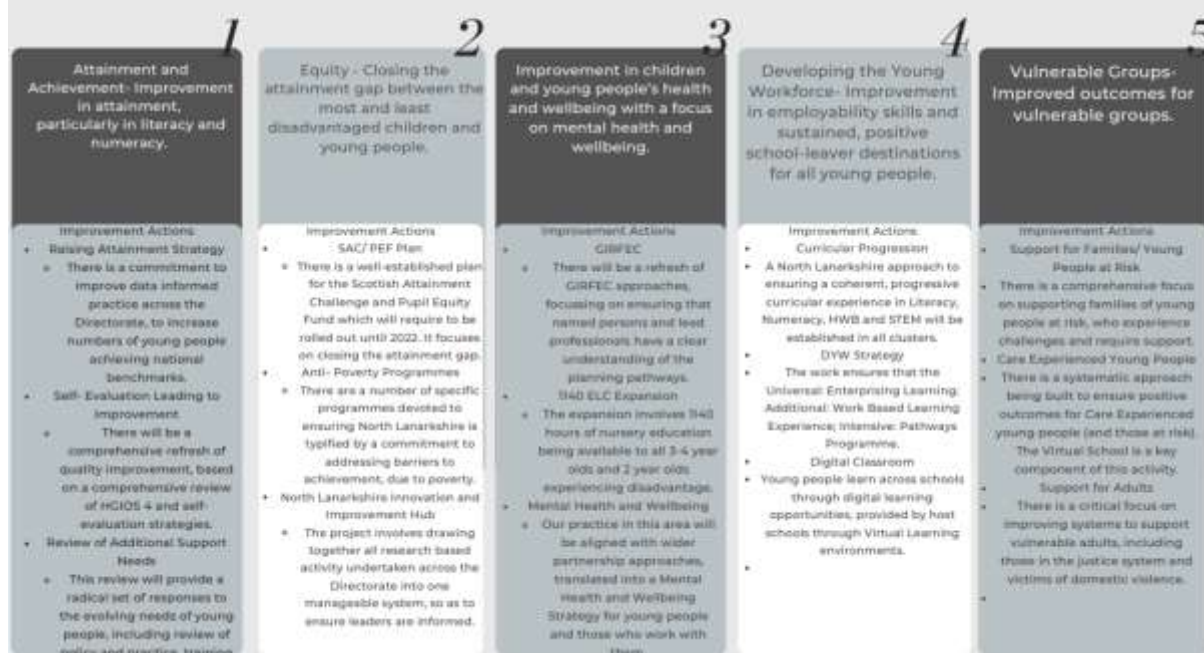 1
Attainment and
Achievement- Improvement
in attainment,
particularly in literacy and
numeracy.
Improvement Actions
Raising Attainment Strategy
There is a commitment to
improve data informed
practice across the
Directorate, to increase
numbers of young people
achieving national
benchmarks.
Self- Evaluation Leading to
Improvement
There will be a
comprehensive refresh of
quality improvement, based
on a comprehensive review
of HGIOS 4 and self-
evaluation strategies.
Review of Additional Support
Needs
This review will provide a
radical set of responses to
the evolving needs of young
people, including review of
policy and practice, training
2
Equity - Closing the
attainment gap between the
most and least
disadvantaged children and
young people.
Improvement Actions
SAC/ PEF Plan
There is a well-established plan
for the Scottish Attainment
Challenge and Pupil Equity
Fund which will require to be
rolled out until 2022. It focuses
on closing the attainment gap.
Anti- Poverty Programmes
There are a number of specific
programmes devoted to
ensuring North Lanarkshire is
typified by a commitment to
addressing barriers to
achievement, due to poverty.
North Lanarkshire Innovation and
Improvement Hub
The project involves drawing
together all research based
activity undertaken across the
Directorate into one
manageable system, so as to
ensure leaders are informed.
3
Improvement in children
and young people's health
and wellbeing with a focus
on mental health and
wellbeing.
Improvement Actions
GIRFEC
There will be a refresh of
GIRFEC approaches,
focussing on ensuring that
named persons and lead
professionals have a clear
understanding of the
planning pathways.
1140 ELC Expansion
The expansion involves 1140
hours of nursery education
being available to all 3-4 year
olds and 2 year olds
experiencing disadvantage.
Mental Health and Wellbeing
Our practice in this area will
be aligned with wider
partnership approaches,
translated into a Mental
Health and Wellbeing
Strategy for young people
and those who work with
them.
4
Developing the Young
Workforce- Improvement
in employability skills and
sustained, positive
school-leaver destinations
for all young people.
Improvement Actions
Curricular Progression
A North Lanarkshire approach to
ensuring a coherent, progressive
curricular experience in Literacy,
Numeracy, HWB and STEM will be
established in all clusters.
DYW Strategy
The work ensures that the
Universal: Enterprising Learning:
Additional: Work Based Learning
Experience; Intensive: Pathways
Programme.
Digital Classroom
Young people learn across schools
through digital learning
opportunities, provided by host
schools through Virtual Learning
environments.
5
Vulnerable Groups-
Improved outcomes for
vulnerable groups.
Improvement Actions
Support for Families/ Young
People at Risk
There is a comprehensive focus
on supporting families of young
people at risk, who experience
challenges and require support.
Care Experienced Young People
There is a systematic approach
being built to ensure positive
outcomes for Care Experienced
young people (and those at risk).
The Virtual School is a key
component of this activity.
Support for Adults
There is a critical focus on
improving systems to support
vulnerable adults, including
those in the justice system and
victims of domestic violence.